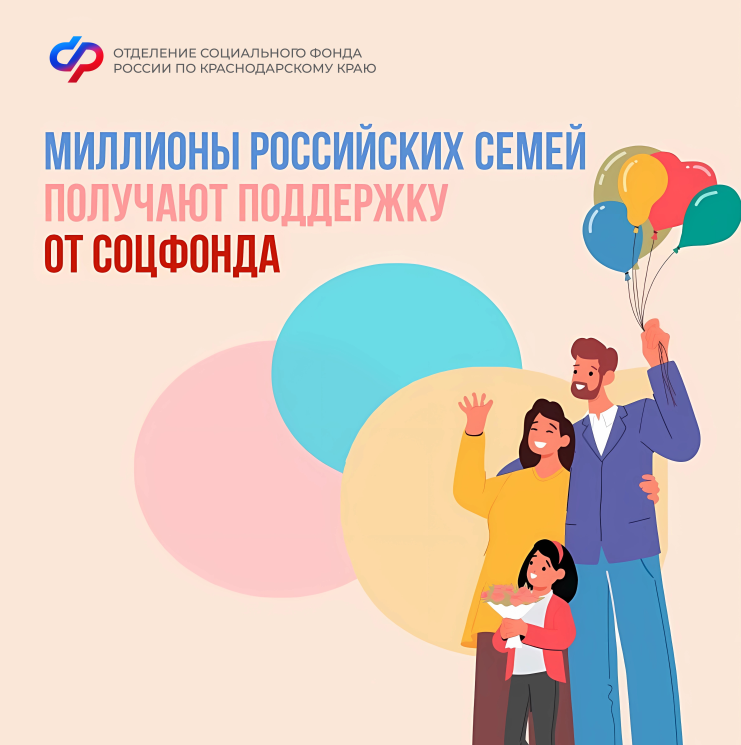 ОТДЕЛЕНИЕ СОЦИАЛЬНОГО ФОНДА
РОССИИ ПО КРАСНОДАРСКОМУ КРАЮ
МИЛЛИОНЫ РОССИЙСКИХ СЕМЕЙ
ПОЛУЧАЮТ ПОДДЕРЖКУ
ОТ СОЦФОНДА